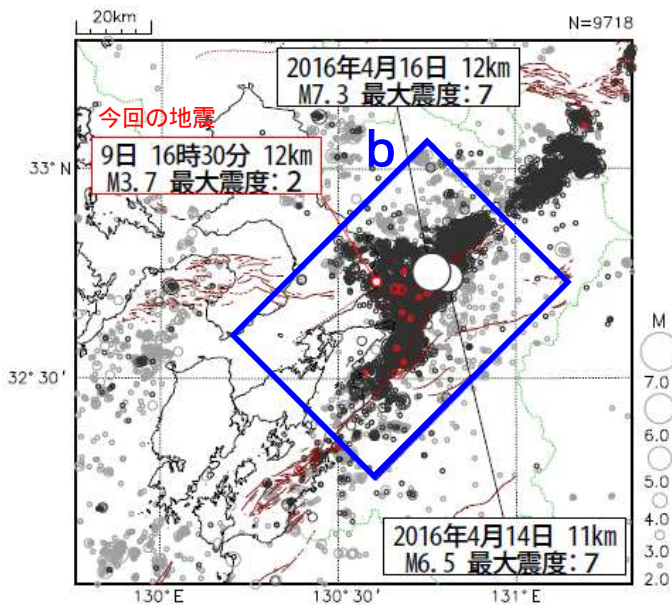 20km
N=9718
2016年4月16日 12km
M7.3 最大震度:7
今回の地震
9日 16時30分 12km
M3.7 最大震度:2
b
33°N
32°30′
M
7.0
6.0
5.0
4.0
3.0
2.0
2016年4月14日 11km
M6.5 最大震度:7
130°E
130°30′
131°E